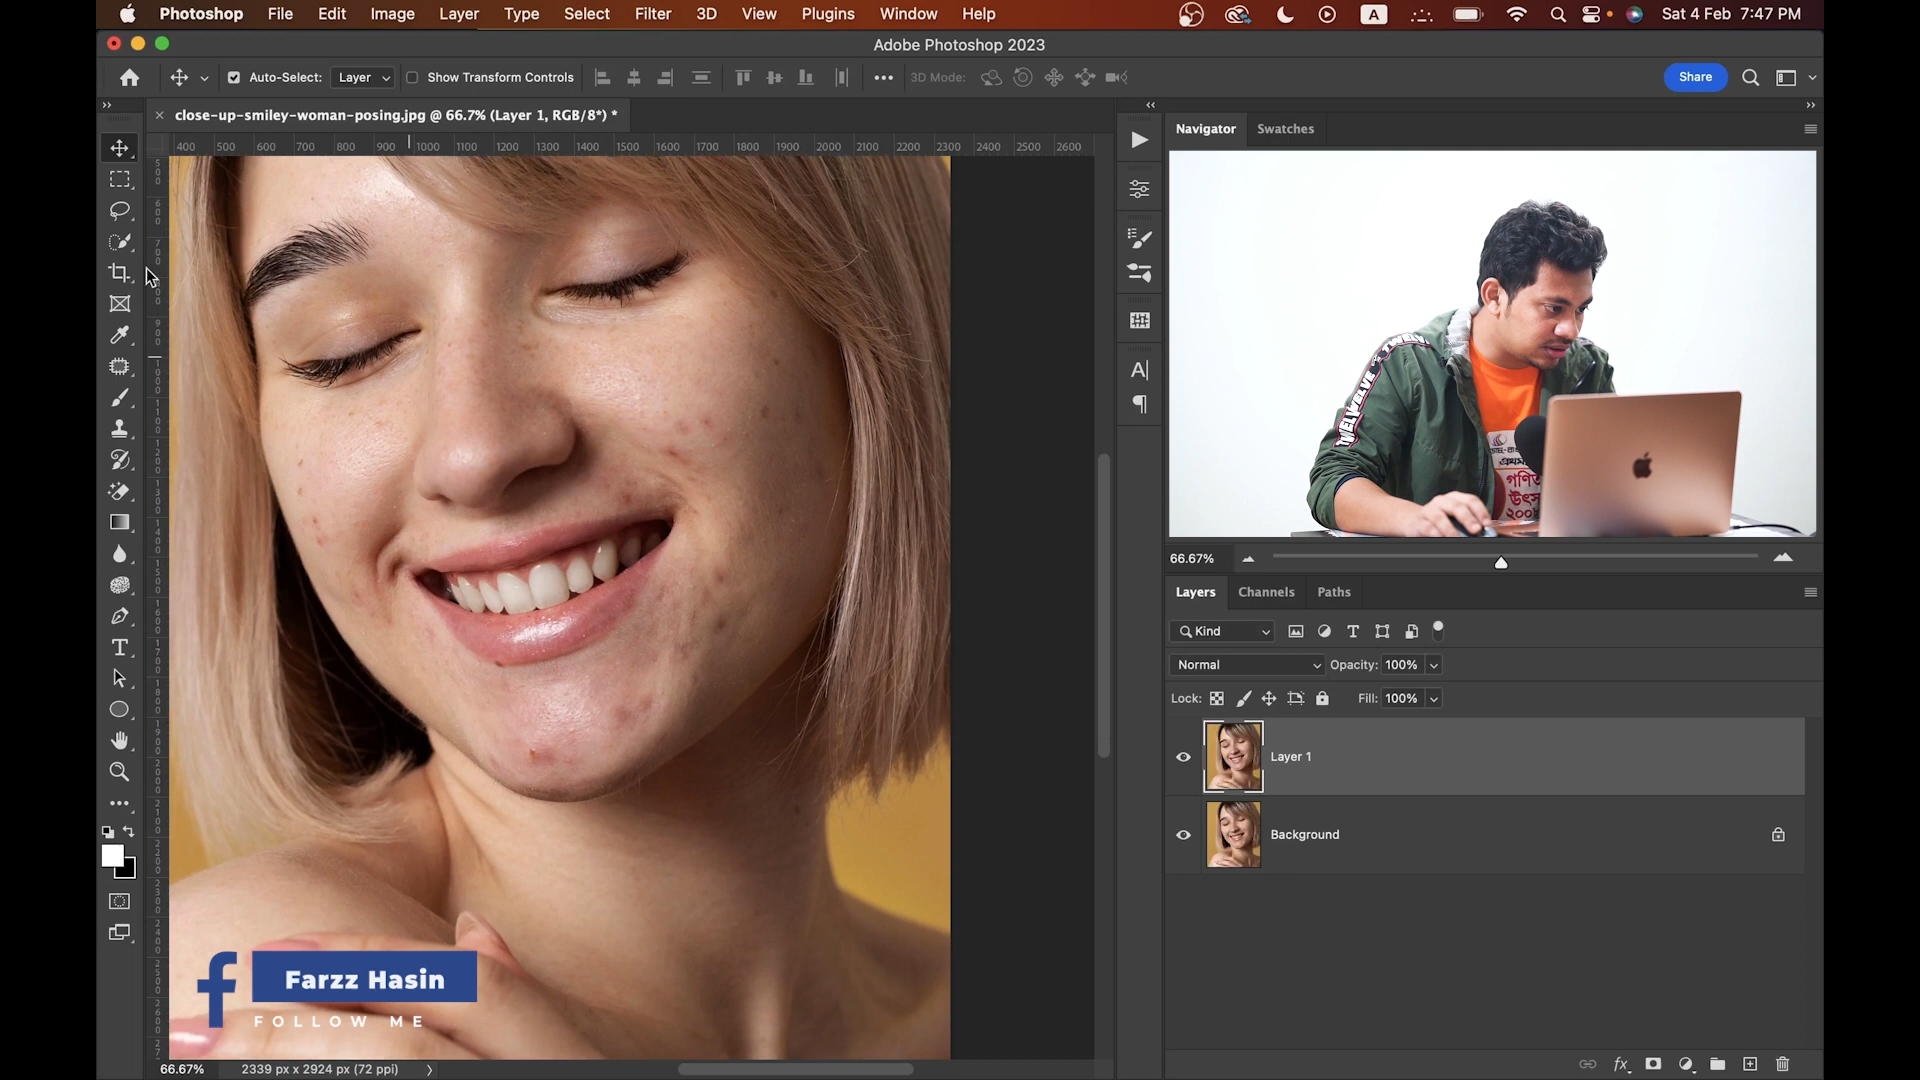 Photoshop File Edit Image Layer Type Select Filter 3D View Plugins Window Help A Sat 4 Feb 7:47 PM
Adobe Photoshop 2023
Auto-Select: Layer Show Transform Controls ••• 3D Mode: Share
× close-up-smiley-woman-posing.jpg @ 66.7% (Layer 1, RGB/8*) *
Navigator Swatches
400 500 600 700 800 900 1000 1100 1200 1300 1400 1500 1600 1700 1800 1900 2000 2100 2200 2300 2400 2500 2600
TWELVE
গণিত
উৎস
২০০
66.67%
Layers Channels Paths
Kind
Normal Opacity: 100%
Lock: Fill: 100%
Layer 1
Background
Farzz Hasin
FOLLOW ME
66.67% 2339 px x 2924 px (72 ppi)
fx